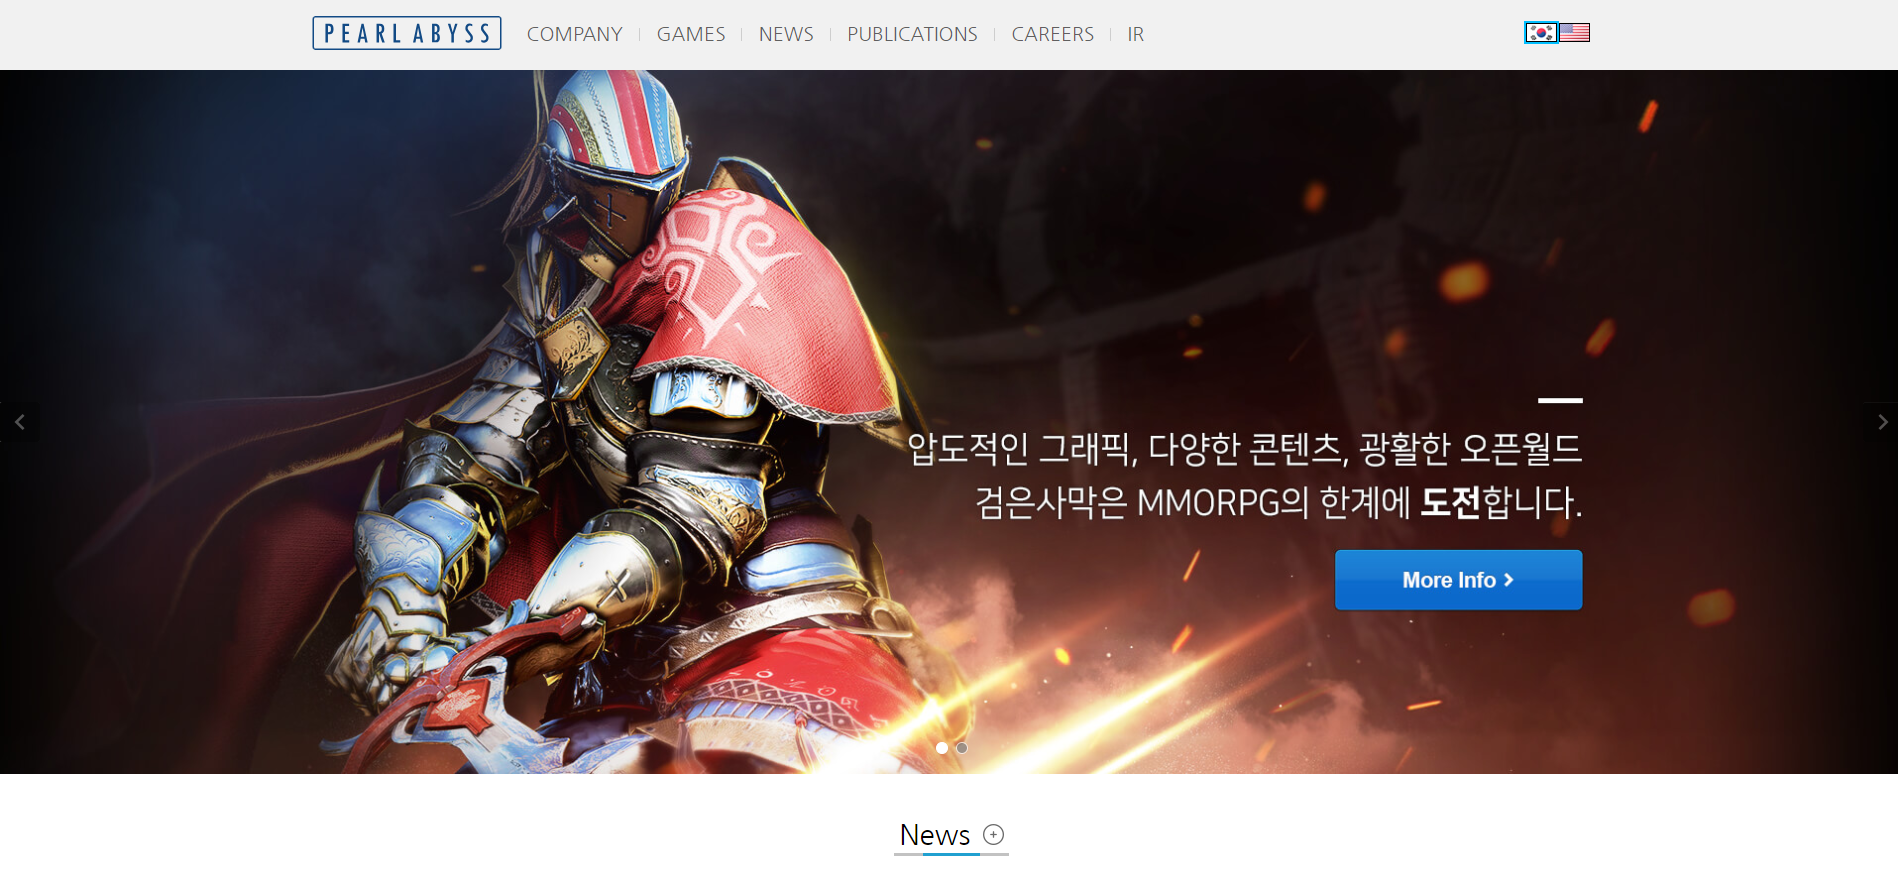 PEARL ABYSS
COMPANY
GAMES
NEWS
PUBLICATIONS
CAREERS
IR
압도적인 그래픽, 다양한 콘텐츠, 광활한 오픈월드
검은사막은 MMORPG의 한계에 도전합니다.
More Info
News